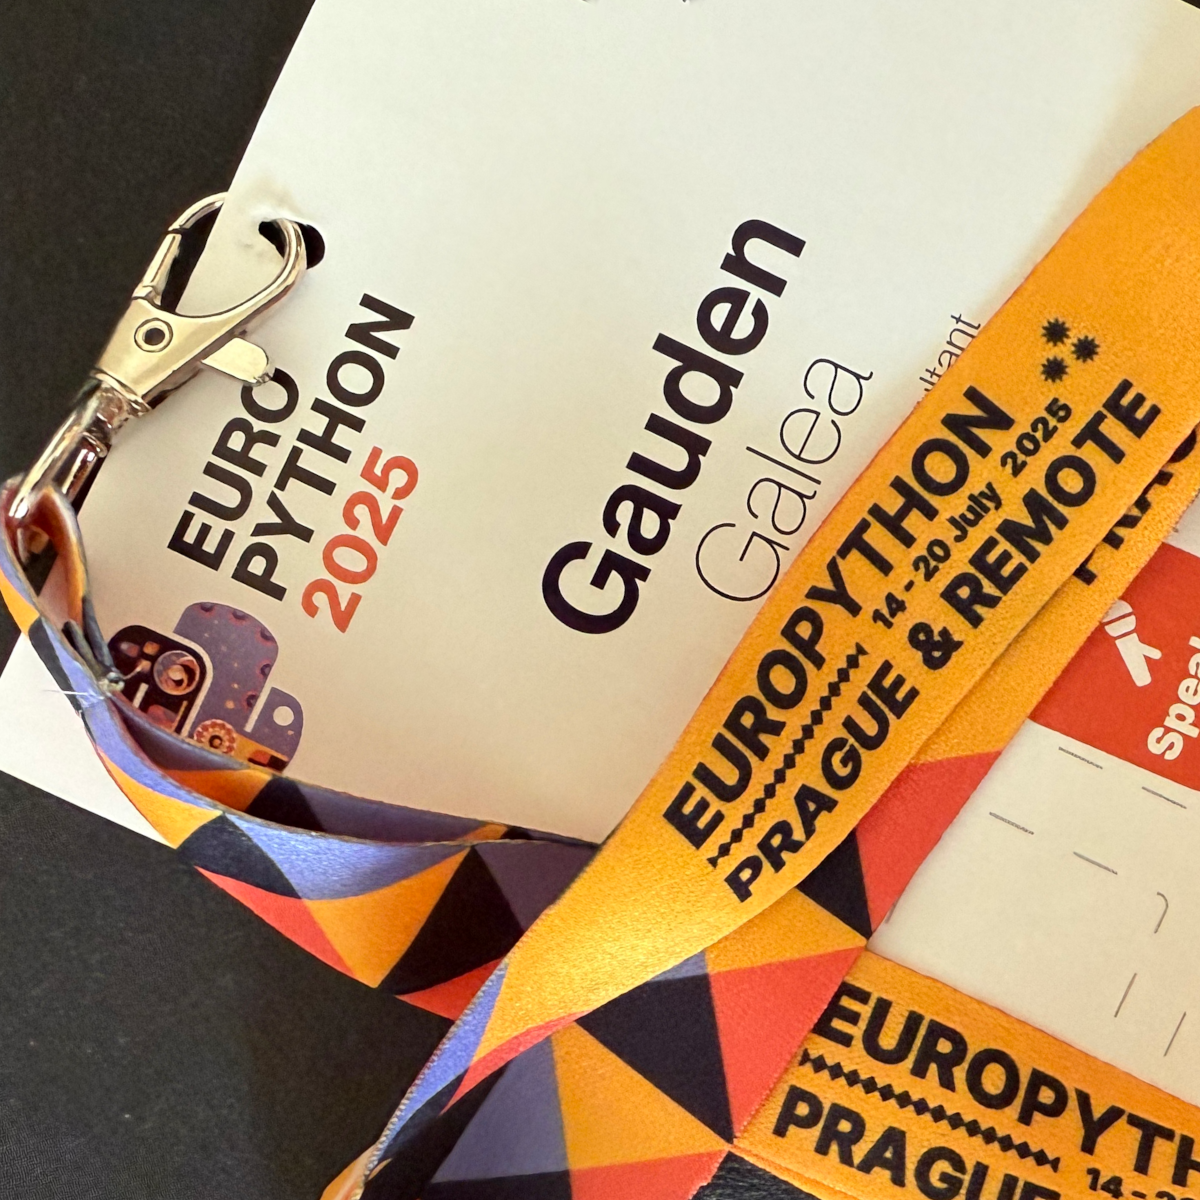 EURO
PYTHON
2025
Gauden
Galea
EUROPYTHON
14 - 20 July 2025
PRAGUE & REMOTE
EUROPYTH
PRAGUE